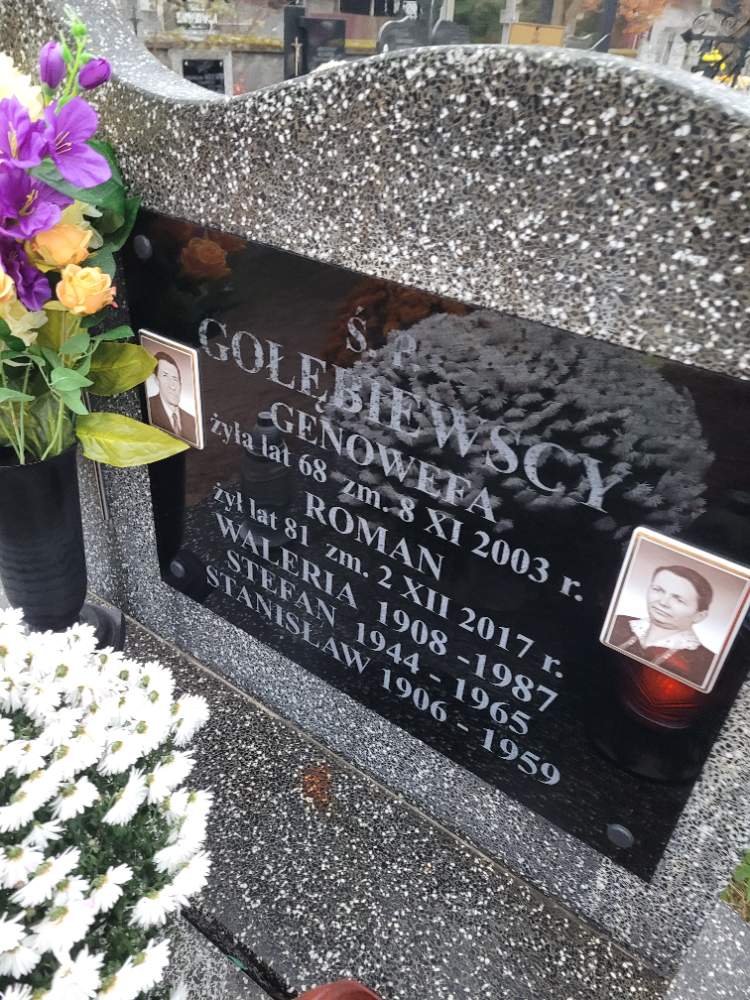 Ś. P.
GOŁĘBIEWSCY
GENOWEFA
żyła lat 68 zm. 8 XI 2003 r.
ROMAN
żył lat 81 zm. 2 XII 2017 r.
WALERIA 1908 - 1987
STEFAN 1944 - 1965
STANISŁAW 1906 - 1959